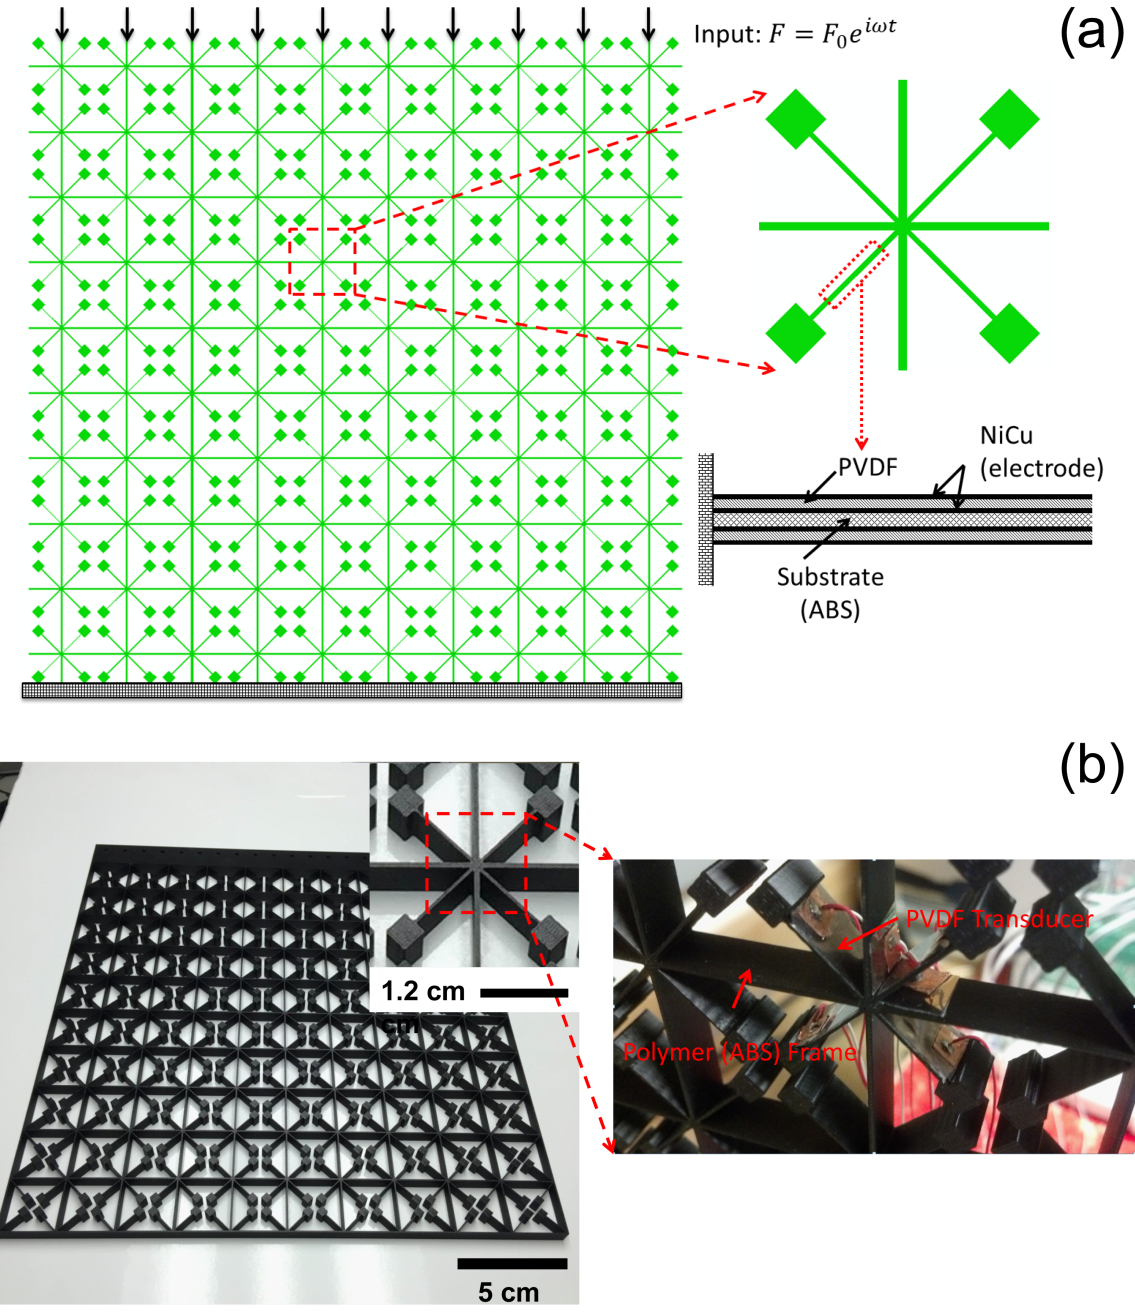 (a)
Input: F = F₀e^{iωt}
NiCu
(electrode)
PVDF
Substrate
(ABS)
(b)
1.2 cm
cm
5 cm
PVDF Transducer
Polymer (ABS) Frame